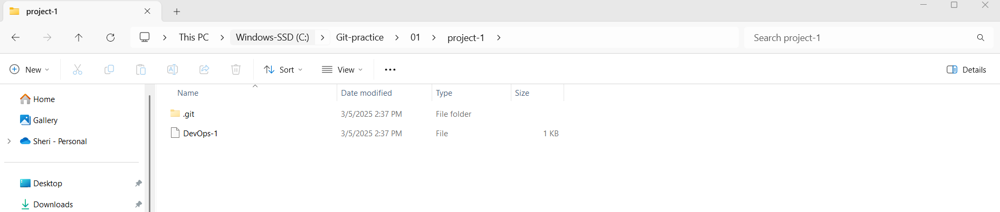 project-1
This PC > Windows-SSD (C:) > Git-practice > 01 > project-1 >
Search project-1
New
Sort
View
Details
Name Date modified Type Size
.git 3/5/2025 2:37 PM File folder
DevOps-1 3/5/2025 2:37 PM File 1 KB
Home
Gallery
Sheri - Personal
Desktop
Downloads